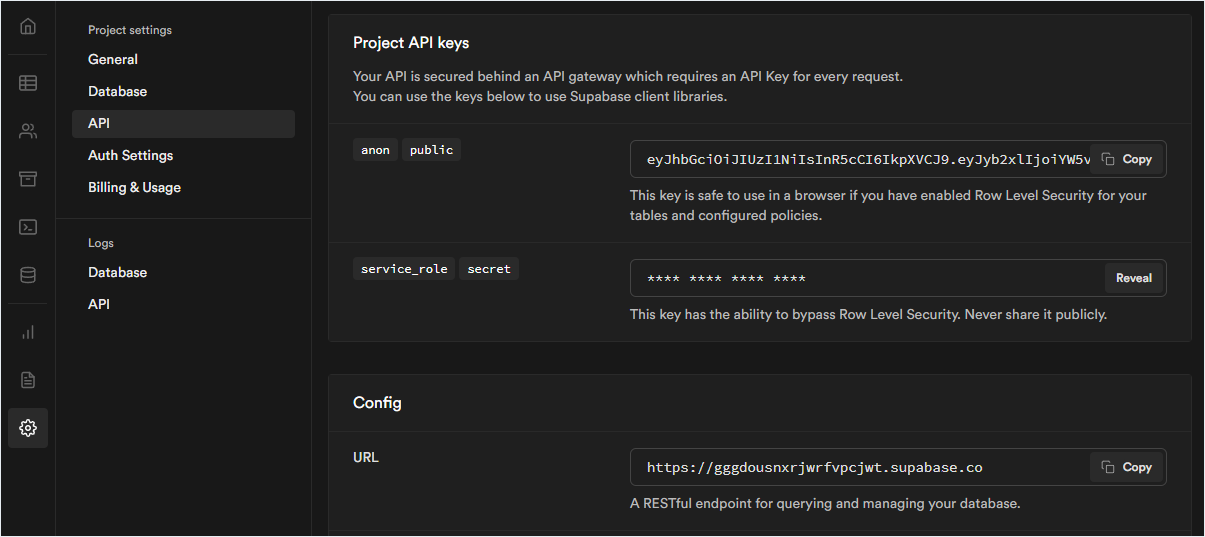 Project settings
General
Database
API
Auth Settings
Billing & Usage
Logs
Database
API
Project API keys
Your API is secured behind an API gateway which requires an API Key for every request.
You can use the keys below to use Supabase client libraries.
anon public
eyJhbGciOiJIUzI1NiIsInR5cCI6IkpXVCJ9.eyJyb2xlIjoiYW5v Copy
This key is safe to use in a browser if you have enabled Row Level Security for your
tables and configured policies.
service_role secret
**** **** **** **** Reveal
This key has the ability to bypass Row Level Security. Never share it publicly.
Config
URL
https://gggdousnxrjwrfvpcjwt.supabase.co Copy
A RESTful endpoint for querying and managing your database.